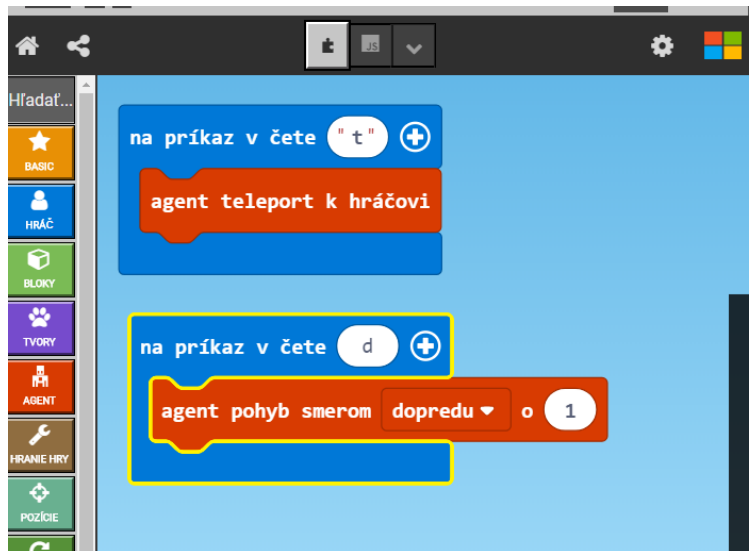 JS
Hľadať...
BASIC
HRÁČ
BLOKY
TVORY
AGENT
HRANIE HRY
POZÍCIE
na príkaz v čete "t"
agent teleport k hráčovi
na príkaz v čete d
agent pohyb smerom dopredu o 1